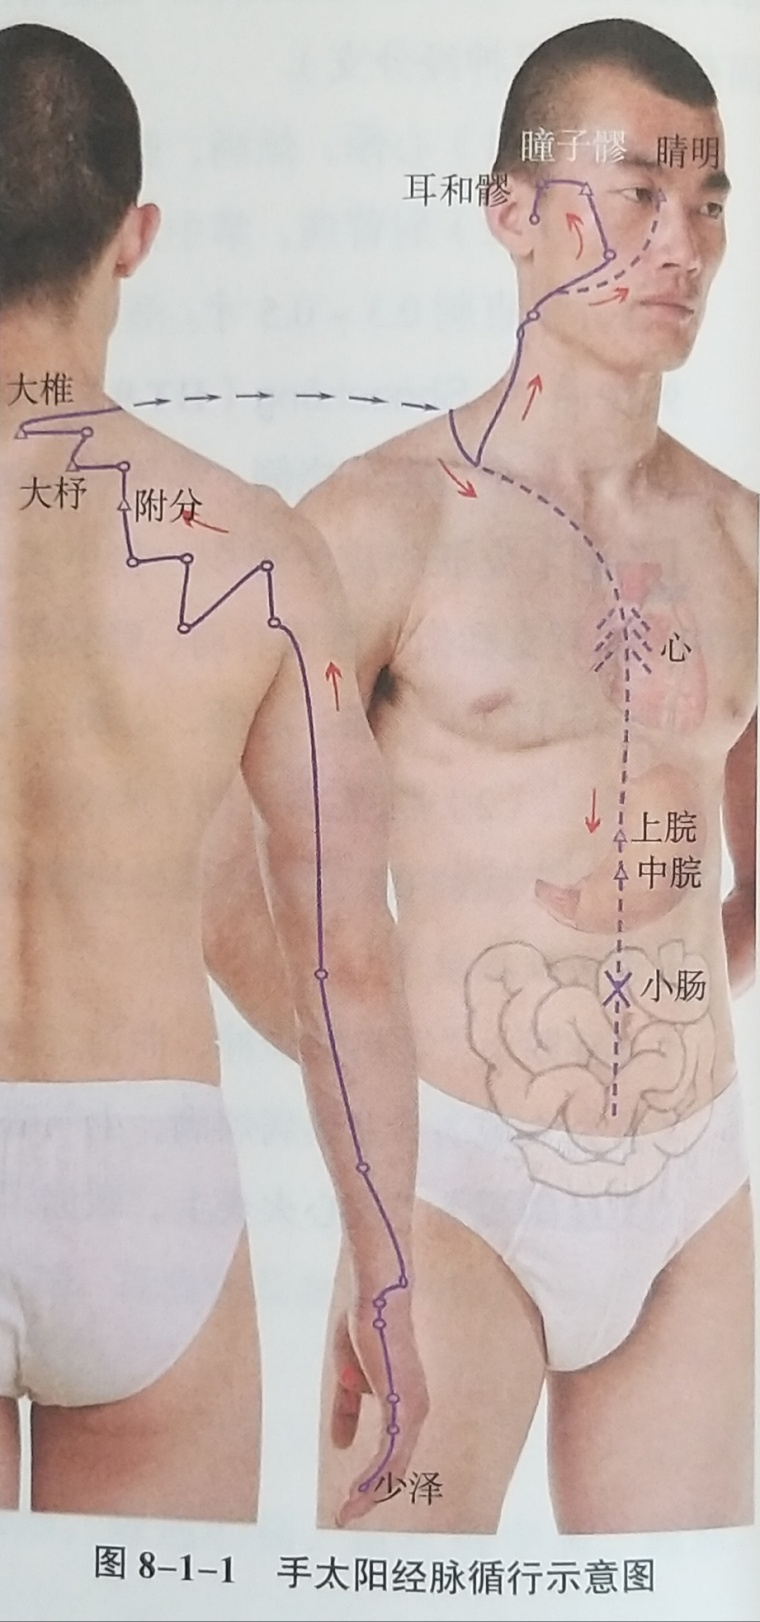 瞳子髎
睛明
耳和髎
大椎
大杼
附分
心
上脘
中脘
小肠
少泽
图 8-1-1 手太阳经脉循行示意图